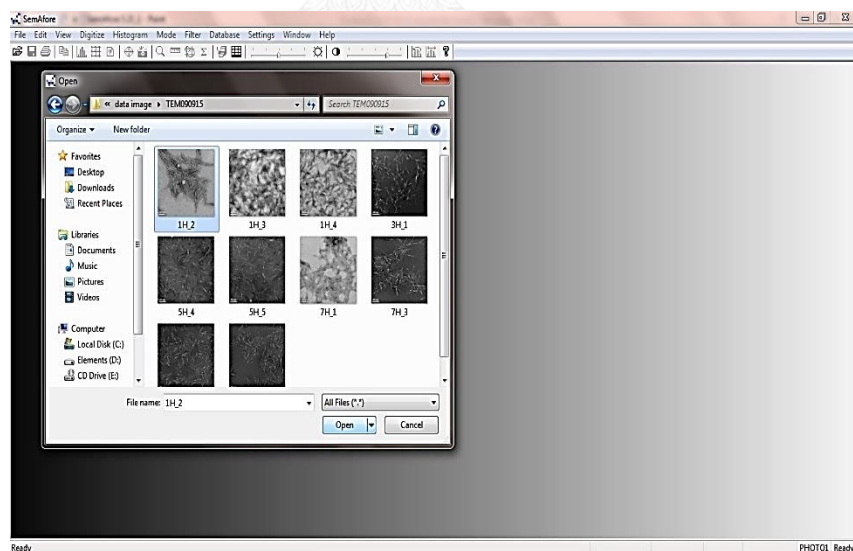 SemAfore
File Edit View Digitize Histogram Mode Filter Database Settings Window Help
Open
« data image ▸ TEM090915
Search TEM090915
Organize New folder
Favorites
Desktop
Downloads
Recent Places
Libraries
Documents
Music
Pictures
Videos
Computer
Local Disk (C:)
Elements (D:)
CD Drive (E:)
1H_2 1H_3 1H_4 3H_1
5H_4 5H_5 7H_1 7H_3
File name: 1H_2
All Files (*.*)
Open Cancel
Ready PHOTO1 Ready